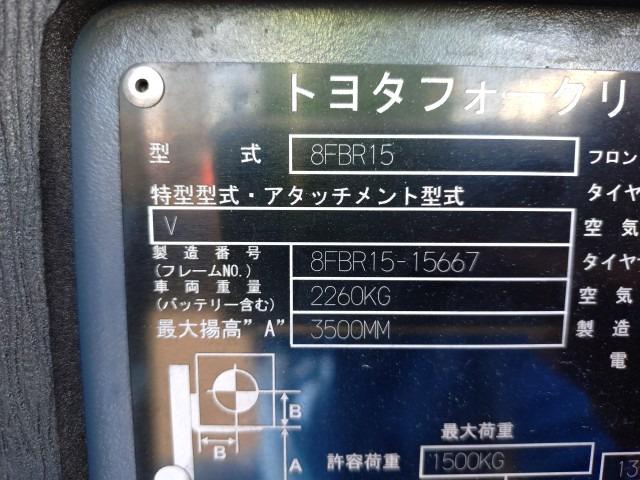 トヨタフォークリ
型 式 8FBR15 フロン
特型型式・アタッチメント型式 タイヤ
V 空 気
製造番号 (フレームNO.) 8FBR15-15667 タイヤサ
車両重量 (バッテリー含む) 2260KG 空 気
最大揚高"A" 3500MM 製 造
電
B
B
A
最大荷重
許容荷重 1500KG 13